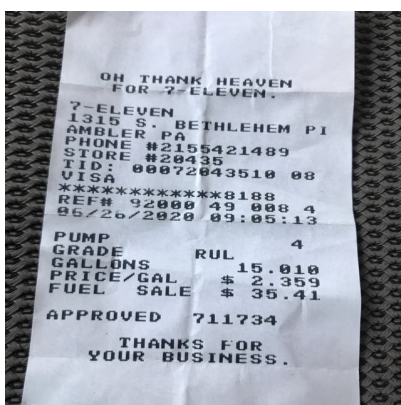 OH THANK HEAVEN
FOR 7-ELEVEN.
7-ELEVEN
1315 S. BETHLEHEM PI
AMBLER PA
PHONE #2155421489
STORE #20435
TID: 00072043510 08
VISA
************8188
REF# 92000 49 008 4
06/26/2020 09:05:13
PUMP 4
GRADE RUL
GALLONS 15.010
PRICE/GAL $ 2.359
FUEL SALE $ 35.41
APPROVED 711734
THANKS FOR
YOUR BUSINESS.